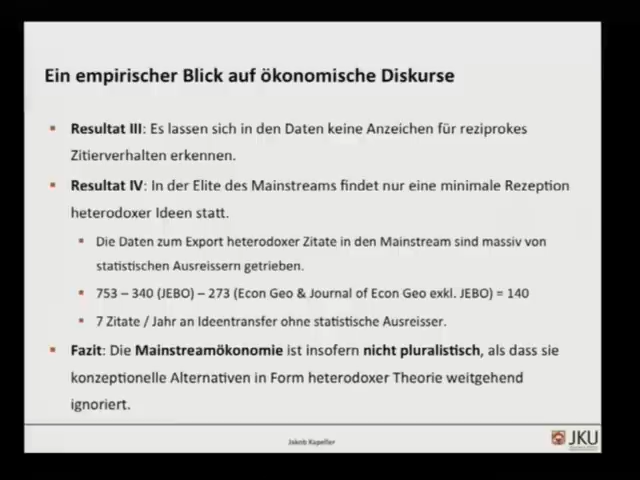 Ein empirischer Blick auf ökonomische Diskurse
Resultat III: Es lassen sich in den Daten keine Anzeichen für reziprokes
Zitierverhalten erkennen.
Resultat IV: In der Elite des Mainstreams findet nur eine minimale Rezeption
heterodoxer Ideen statt.
Die Daten zum Export heterodoxer Zitate in den Mainstream sind massiv von
statistischen Ausreissern getrieben.
753 – 340 (JEBO) – 273 (Econ Geo & Journal of Econ Geo exkl. JEBO) = 140
7 Zitate / Jahr an Ideentransfer ohne statistische Ausreisser.
Fazit: Die Mainstreamökonomie ist insofern nicht pluralistisch, als dass sie
konzeptionelle Alternativen in Form heterodoxer Theorie weitgehend
ignoriert.
Jakob Kapeller
JKU